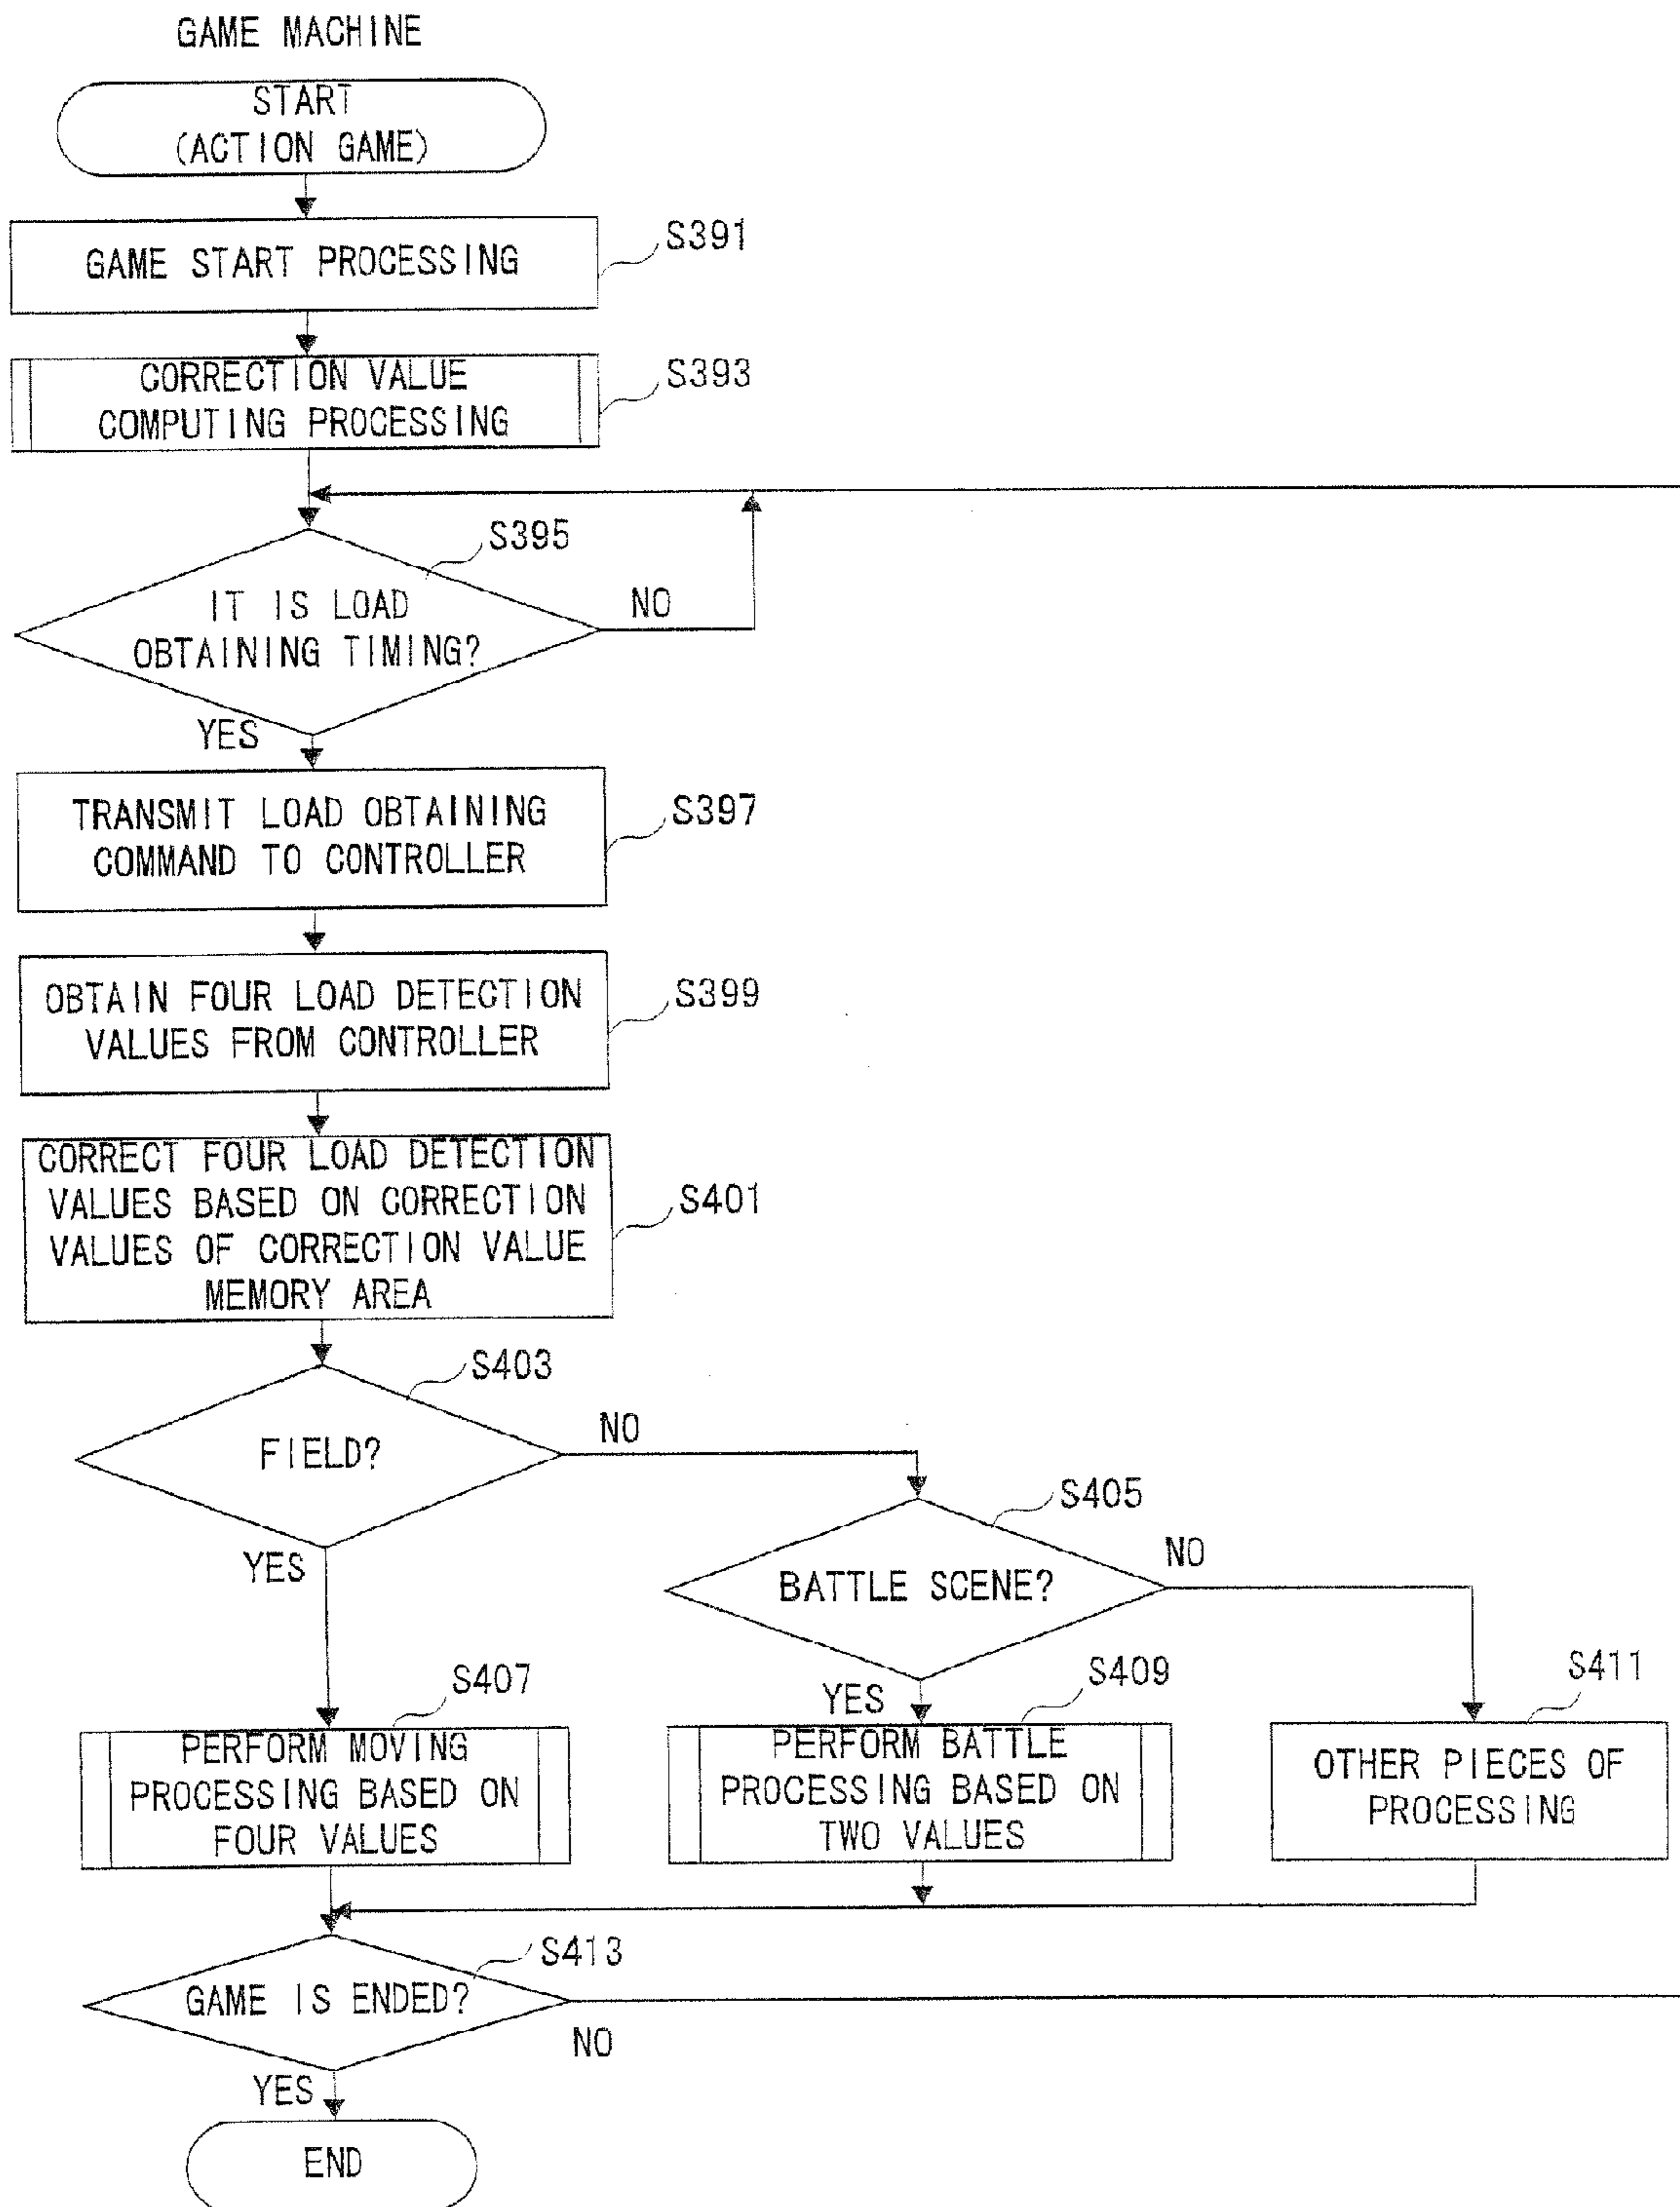 GAME MACHINE
START
(ACTION GAME)
GAME START PROCESSING
S391
CORRECTION VALUE
COMPUTING PROCESSING
S393
S395
IT IS LOAD
OBTAINING TIMING?
NO
YES
TRANSMIT LOAD OBTAINING
COMMAND TO CONTROLLER
S397
OBTAIN FOUR LOAD DETECTION
VALUES FROM CONTROLLER
S399
CORRECT FOUR LOAD DETECTION
VALUES BASED ON CORRECTION
VALUES OF CORRECTION VALUE
MEMORY AREA
S401
S403
FIELD?
NO
YES
S405
BATTLE SCENE?
NO
YES
S407
PERFORM MOVING
PROCESSING BASED ON
FOUR VALUES
S409
PERFORM BATTLE
PROCESSING BASED ON
TWO VALUES
S411
OTHER PIECES OF
PROCESSING
S413
GAME IS ENDED?
NO
YES
END